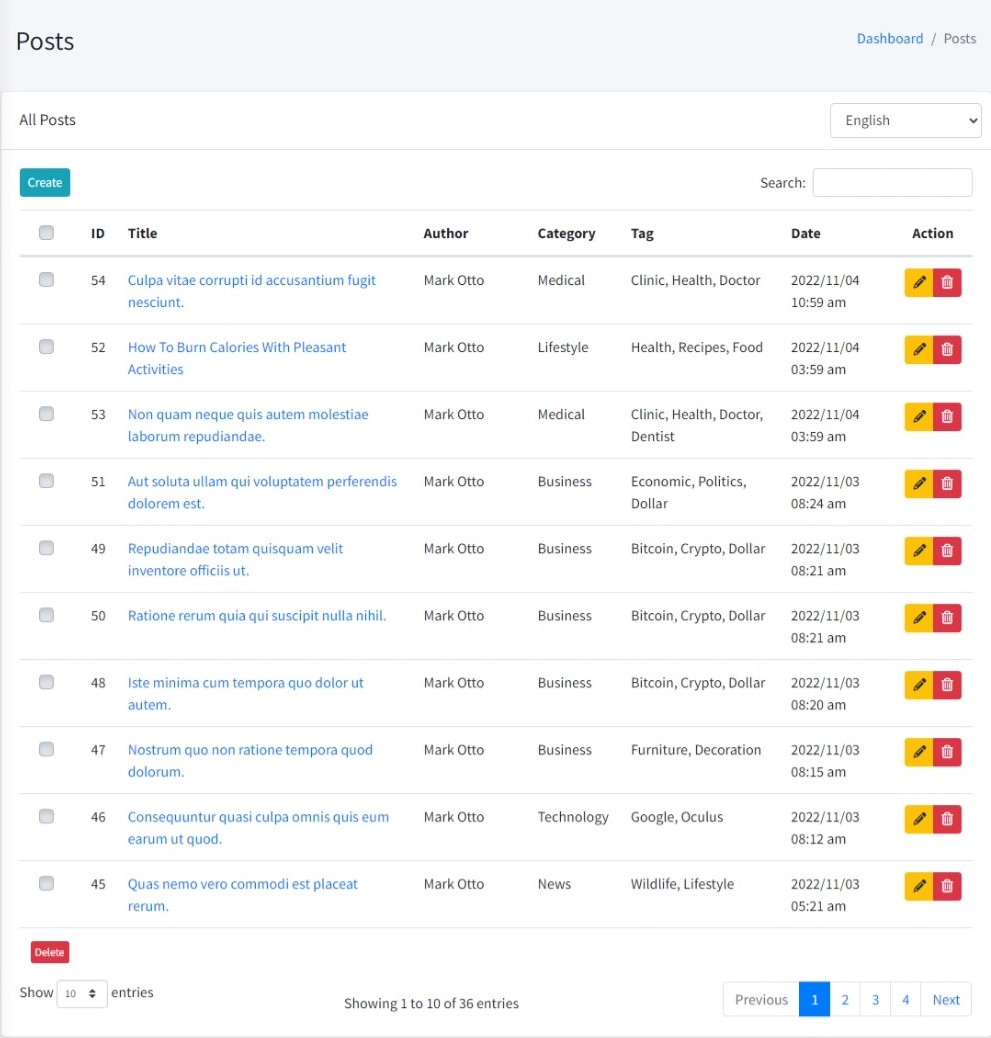 Posts
Dashboard / Posts
All Posts
English
Create
Search:
ID Title Author Category Tag Date Action
54 Culpa vitae corrupti id accusantium fugit Mark Otto Medical Clinic, Health, Doctor 2022/11/04
nesciunt. 10:59 am
52 How To Burn Calories With Pleasant Mark Otto Lifestyle Health, Recipes, Food 2022/11/04
Activities 03:59 am
53 Non quam neque quis autem molestiae Mark Otto Medical Clinic, Health, Doctor, 2022/11/04
laborum repudiandae. Dentist 03:59 am
51 Aut soluta ullam qui voluptatem perferendis Mark Otto Business Economic, Politics, 2022/11/03
dolorem est. Dollar 08:24 am
49 Repudiandae totam quisquam velit Mark Otto Business Bitcoin, Crypto, Dollar 2022/11/03
inventore officiis ut. 08:21 am
50 Ratione rerum quia qui suscipit nulla nihil. Mark Otto Business Bitcoin, Crypto, Dollar 2022/11/03
08:21 am
48 Iste minima cum tempora quo dolor ut Mark Otto Business Bitcoin, Crypto, Dollar 2022/11/03
autem. 08:20 am
47 Nostrum quo non ratione tempora quod Mark Otto Business Furniture, Decoration 2022/11/03
dolorum. 08:15 am
46 Consequuntur quasi culpa omnis quis eum Mark Otto Technology Google, Oculus 2022/11/03
earum ut quod. 08:12 am
45 Quas nemo vero commodi est placeat Mark Otto News Wildlife, Lifestyle 2022/11/03
rerum. 05:21 am
Delete
Show 10 entries
Showing 1 to 10 of 36 entries
Previous 1 2 3 4 Next